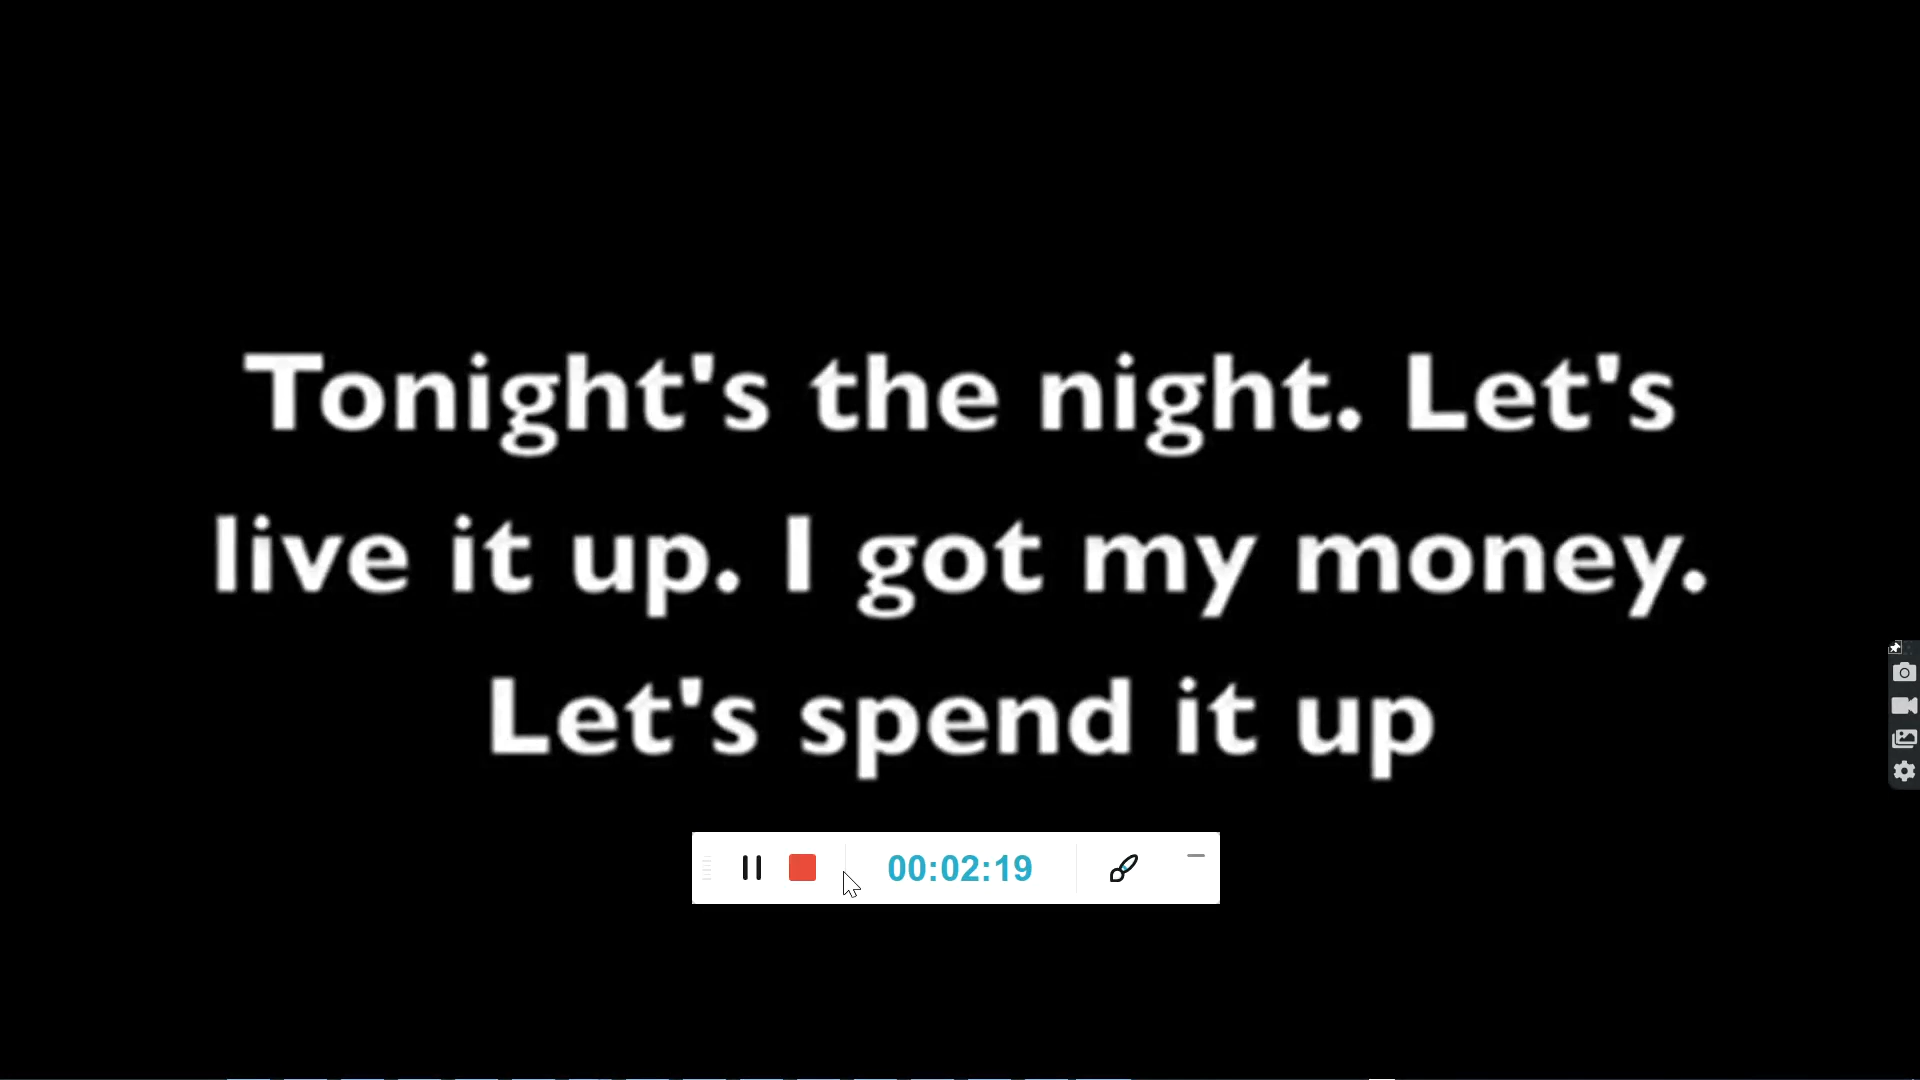 Tonight's the night. Let's
live it up. I got my money.
Let's spend it up
00:02:19